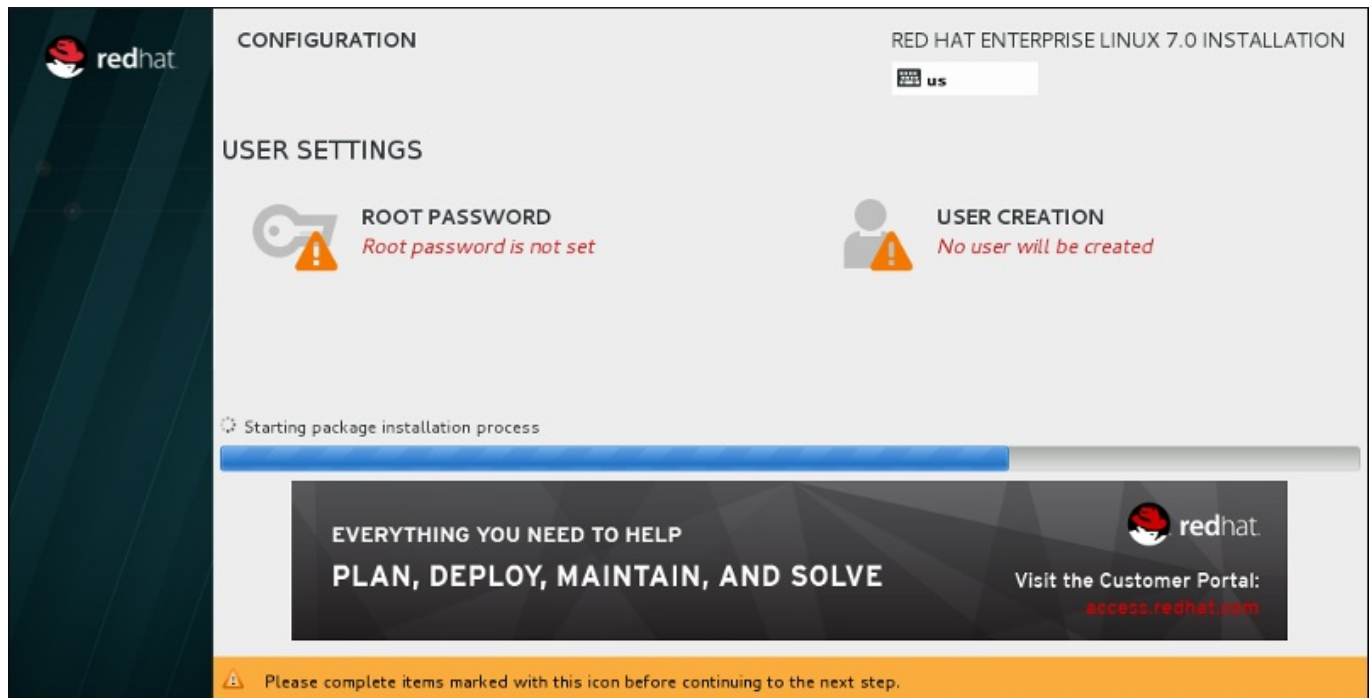 redhat
CONFIGURATION
RED HAT ENTERPRISE LINUX 7.0 INSTALLATION
us
USER SETTINGS
ROOT PASSWORD
Root password is not set
USER CREATION
No user will be created
Starting package installation process
EVERYTHING YOU NEED TO HELP
PLAN, DEPLOY, MAINTAIN, AND SOLVE
redhat.
Visit the Customer Portal:
access.redhat.com
Please complete items marked with this icon before continuing to the next step.